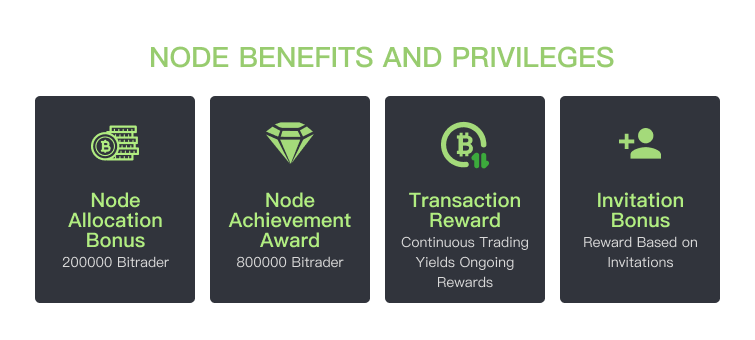 NODE BENEFITS AND PRIVILEGES
Node
Allocation
Bonus
200000 Bitrader
Node
Achievement
Award
800000 Bitrader
Transaction
Reward
Continuous Trading
Yields Ongoing
Rewards
Invitation
Bonus
Reward Based on
Invitations